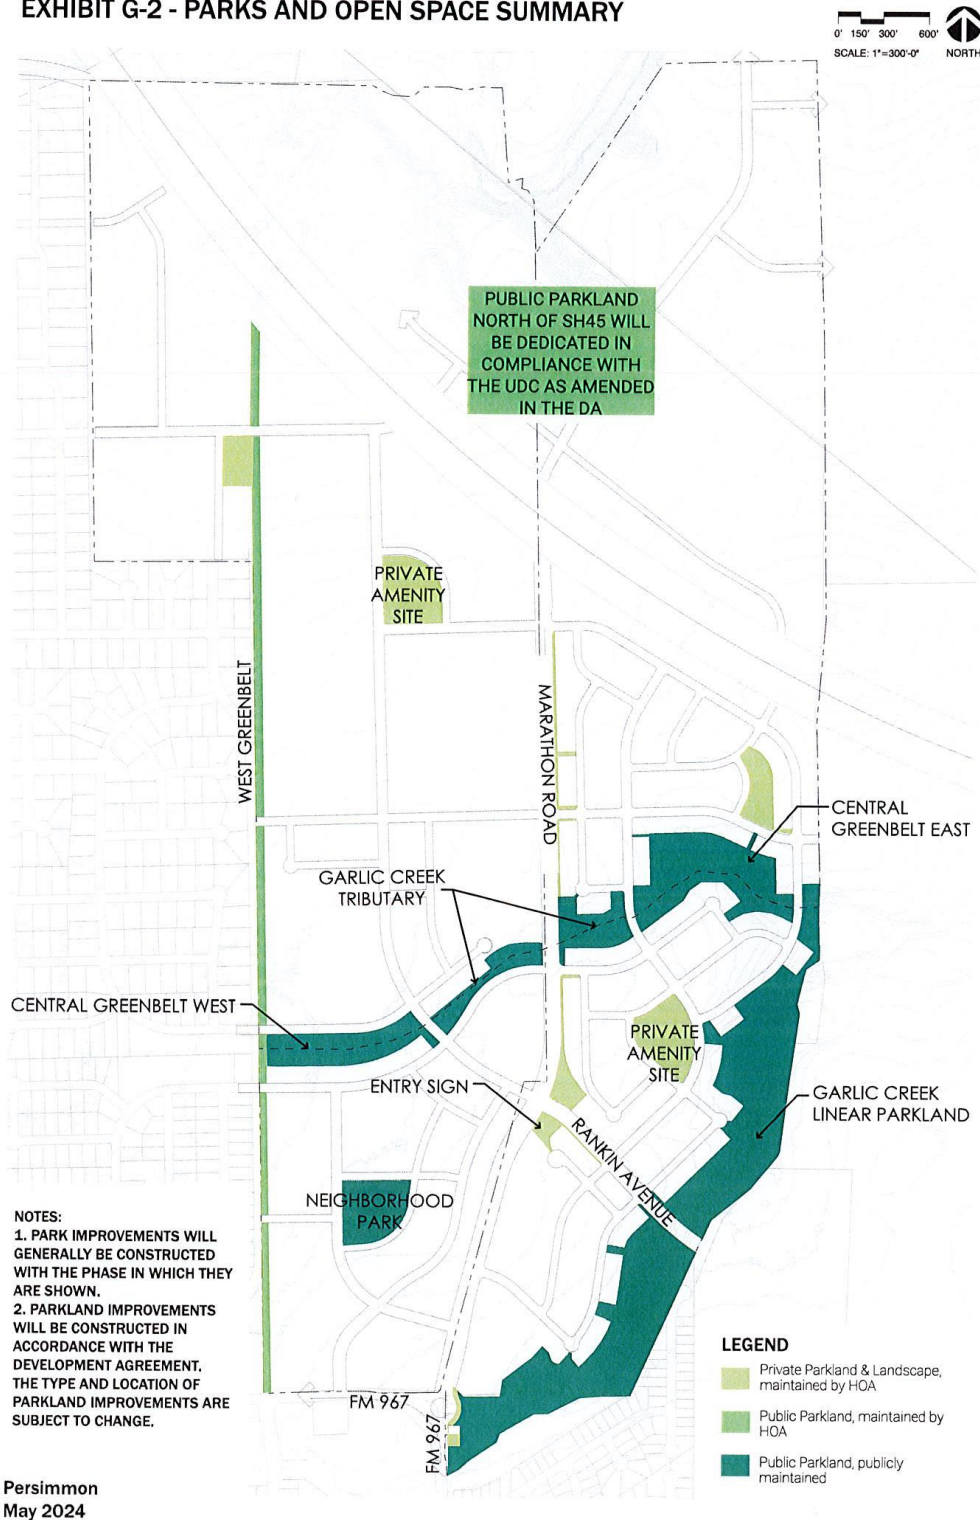 EXHIBIT G-2 - PARKS AND OPEN SPACE SUMMARY
0' 150' 300' 600'
SCALE: 1"=300'-0" NORTH
PUBLIC PARKLAND
NORTH OF SH45 WILL
BE DEDICATED IN
COMPLIANCE WITH
THE UDC AS AMENDED
IN THE DA
PRIVATE
AMENITY
SITE
WEST GREENBELT
MARATHON ROAD
CENTRAL
GREENBELT EAST
GARLIC CREEK
TRIBUTARY
CENTRAL GREENBELT WEST
PRIVATE
AMENITY
SITE
ENTRY SIGN
GARLIC CREEK
LINEAR PARKLAND
RANKIN AVENUE
NEIGHBORHOOD
PARK
NOTES:
1. PARK IMPROVEMENTS WILL
GENERALLY BE CONSTRUCTED
WITH THE PHASE IN WHICH THEY
ARE SHOWN.
2. PARKLAND IMPROVEMENTS
WILL BE CONSTRUCTED IN
ACCORDANCE WITH THE
DEVELOPMENT AGREEMENT,
THE TYPE AND LOCATION OF
PARKLAND IMPROVEMENTS ARE
SUBJECT TO CHANGE.
FM 967
FM 967
LEGEND
Private Parkland & Landscape,
maintained by HOA
Public Parkland, maintained by
HOA
Public Parkland, publicly
maintained
Persimmon
May 2024